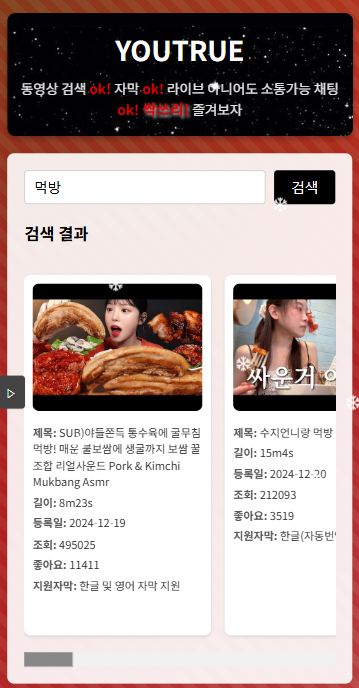 YOUTRUE
동영상 검색 ok! 자막 ok! 라이브 아니어도 소통가능 채팅
ok! 싹쓰리! 즐겨보자
먹방
검색
검색 결과
제목: SUB)야들쫀득 통수육에 굴무침
먹방! 매운 쿨보쌈에 생굴까지 보쌈 꿀
조합 리얼사운드 Pork & Kimchi
Mukbang Asmr
길이: 8m23s
등록일: 2024-12-19
조회: 495025
좋아요: 11411
지원자막: 한글 및 영어 자막 지원
싸운거 이
제목: 수지언니랑 먹방
길이: 15m4s
등록일: 2024-12-20
조회: 212093
좋아요: 3519
지원자막: 한글(자동번